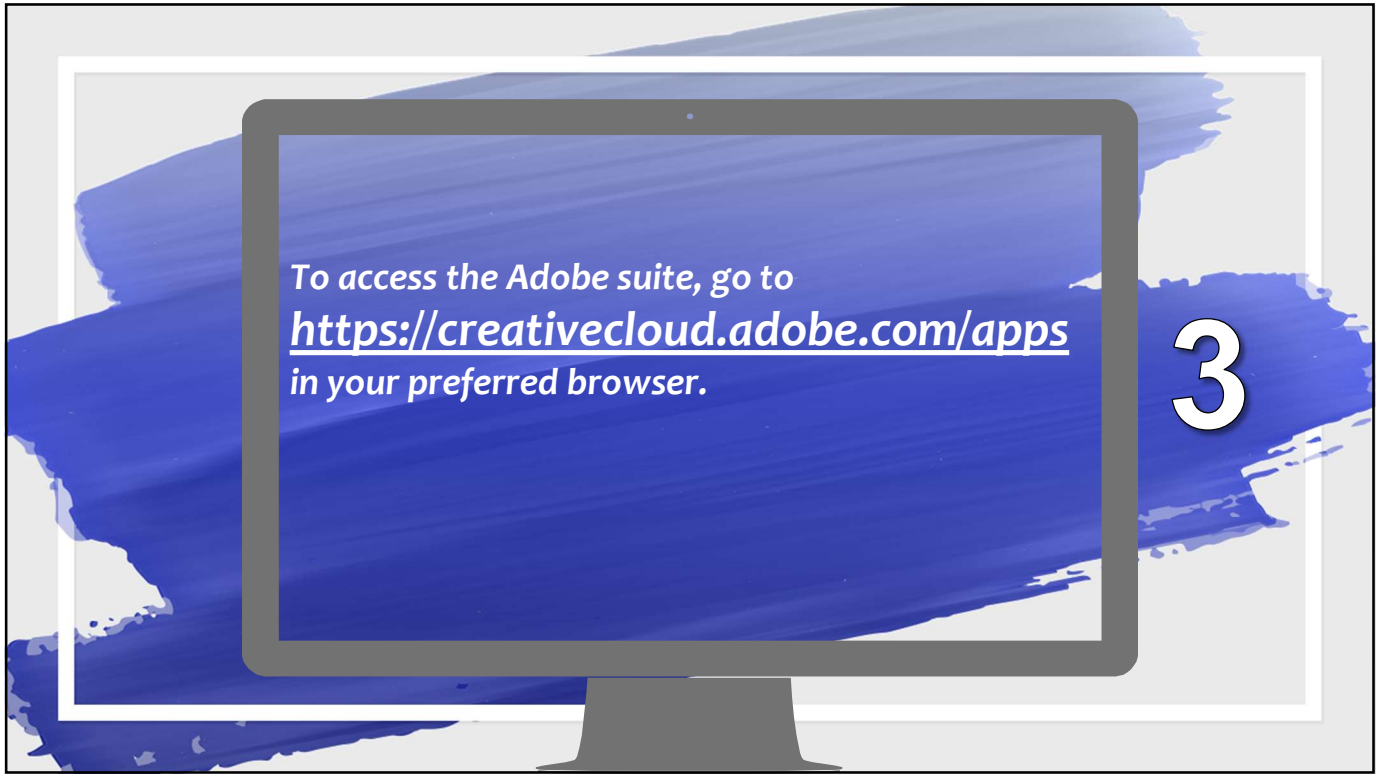 To access the Adobe suite, go to
https://creativecloud.adobe.com/apps
in your preferred browser.
3